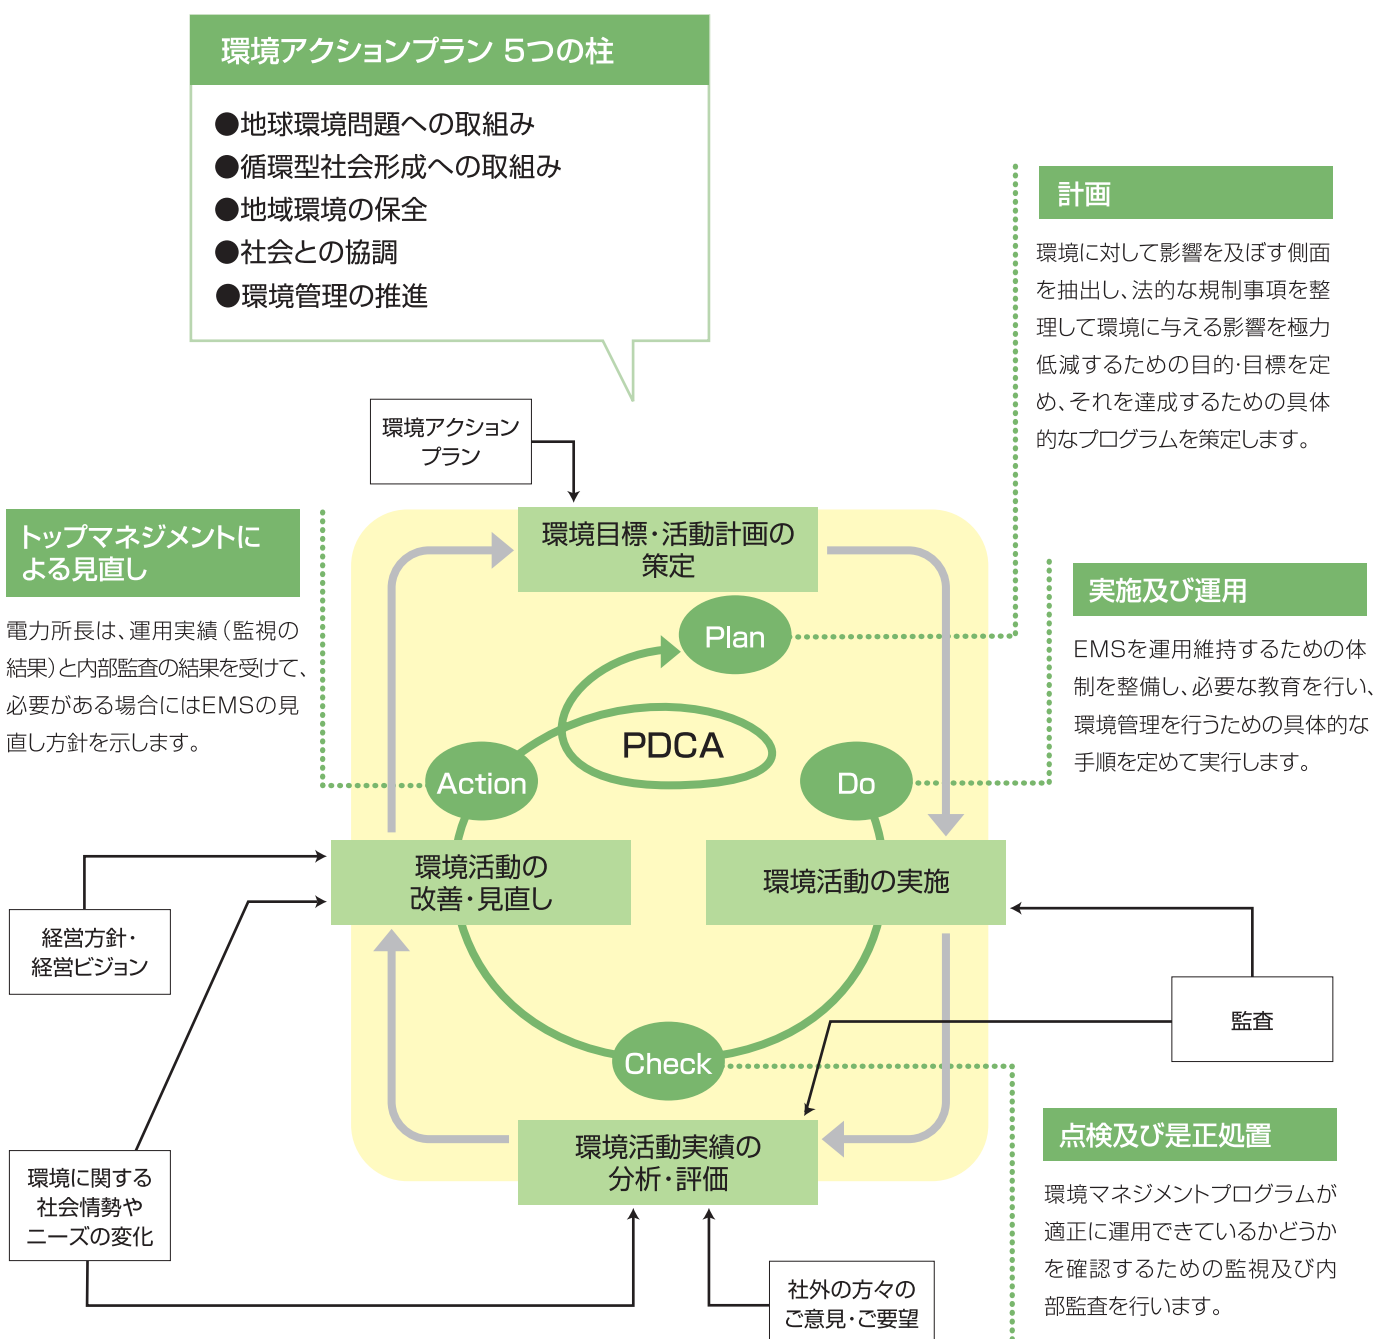 環境アクションプラン 5つの柱
●地球環境問題への取組み
●循環型社会形成への取組み
●地域環境の保全
●社会との協調
●環境管理の推進
計画
環境に対して影響を及ぼす側面
を抽出し、法的な規制事項を整
理して環境に与える影響を極力
低減するための目的・目標を定
め、それを達成するための具体
的なプログラムを策定します。
環境アクション
プラン
環境目標・活動計画の
策定
トップマネジメントに
よる見直し
電力所長は、運用実績（監視の
結果）と内部監査の結果を受けて、
必要がある場合にはEMSの見
直し方針を示します。
実施及び運用
EMSを運用維持するための体
制を整備し、必要な教育を行い、
環境管理を行うための具体的な
手順を定めて実行します。
Plan
PDCA
Action
Do
環境活動の
改善・見直し
環境活動の実施
経営方針・
経営ビジョン
監査
Check
環境活動実績の
分析・評価
点検及び是正処置
環境マネジメントプログラムが
適正に運用できているかどうか
を確認するための監視及び内
部監査を行います。
環境に関する
社会情勢や
ニーズの変化
社外の方々の
ご意見・ご要望